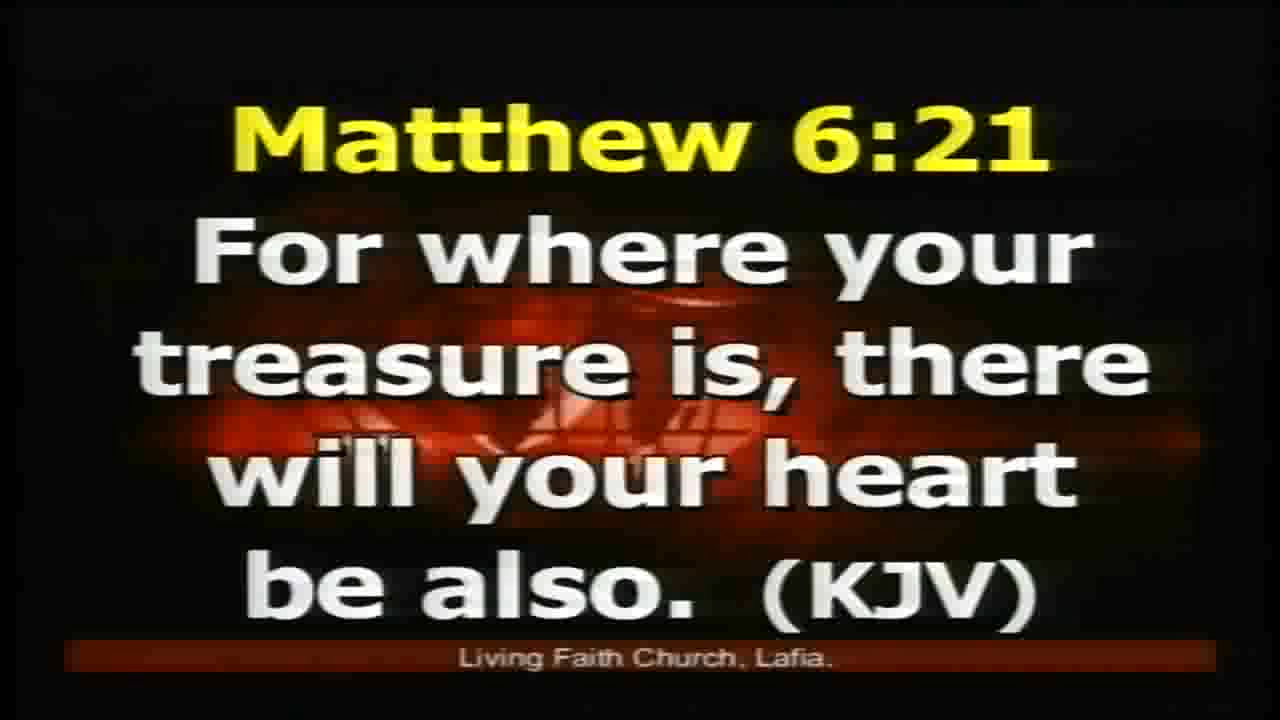 Matthew 6:21
For where your
treasure is, there
will your heart
be also. (KJV)
Living Faith Church, Lafia.